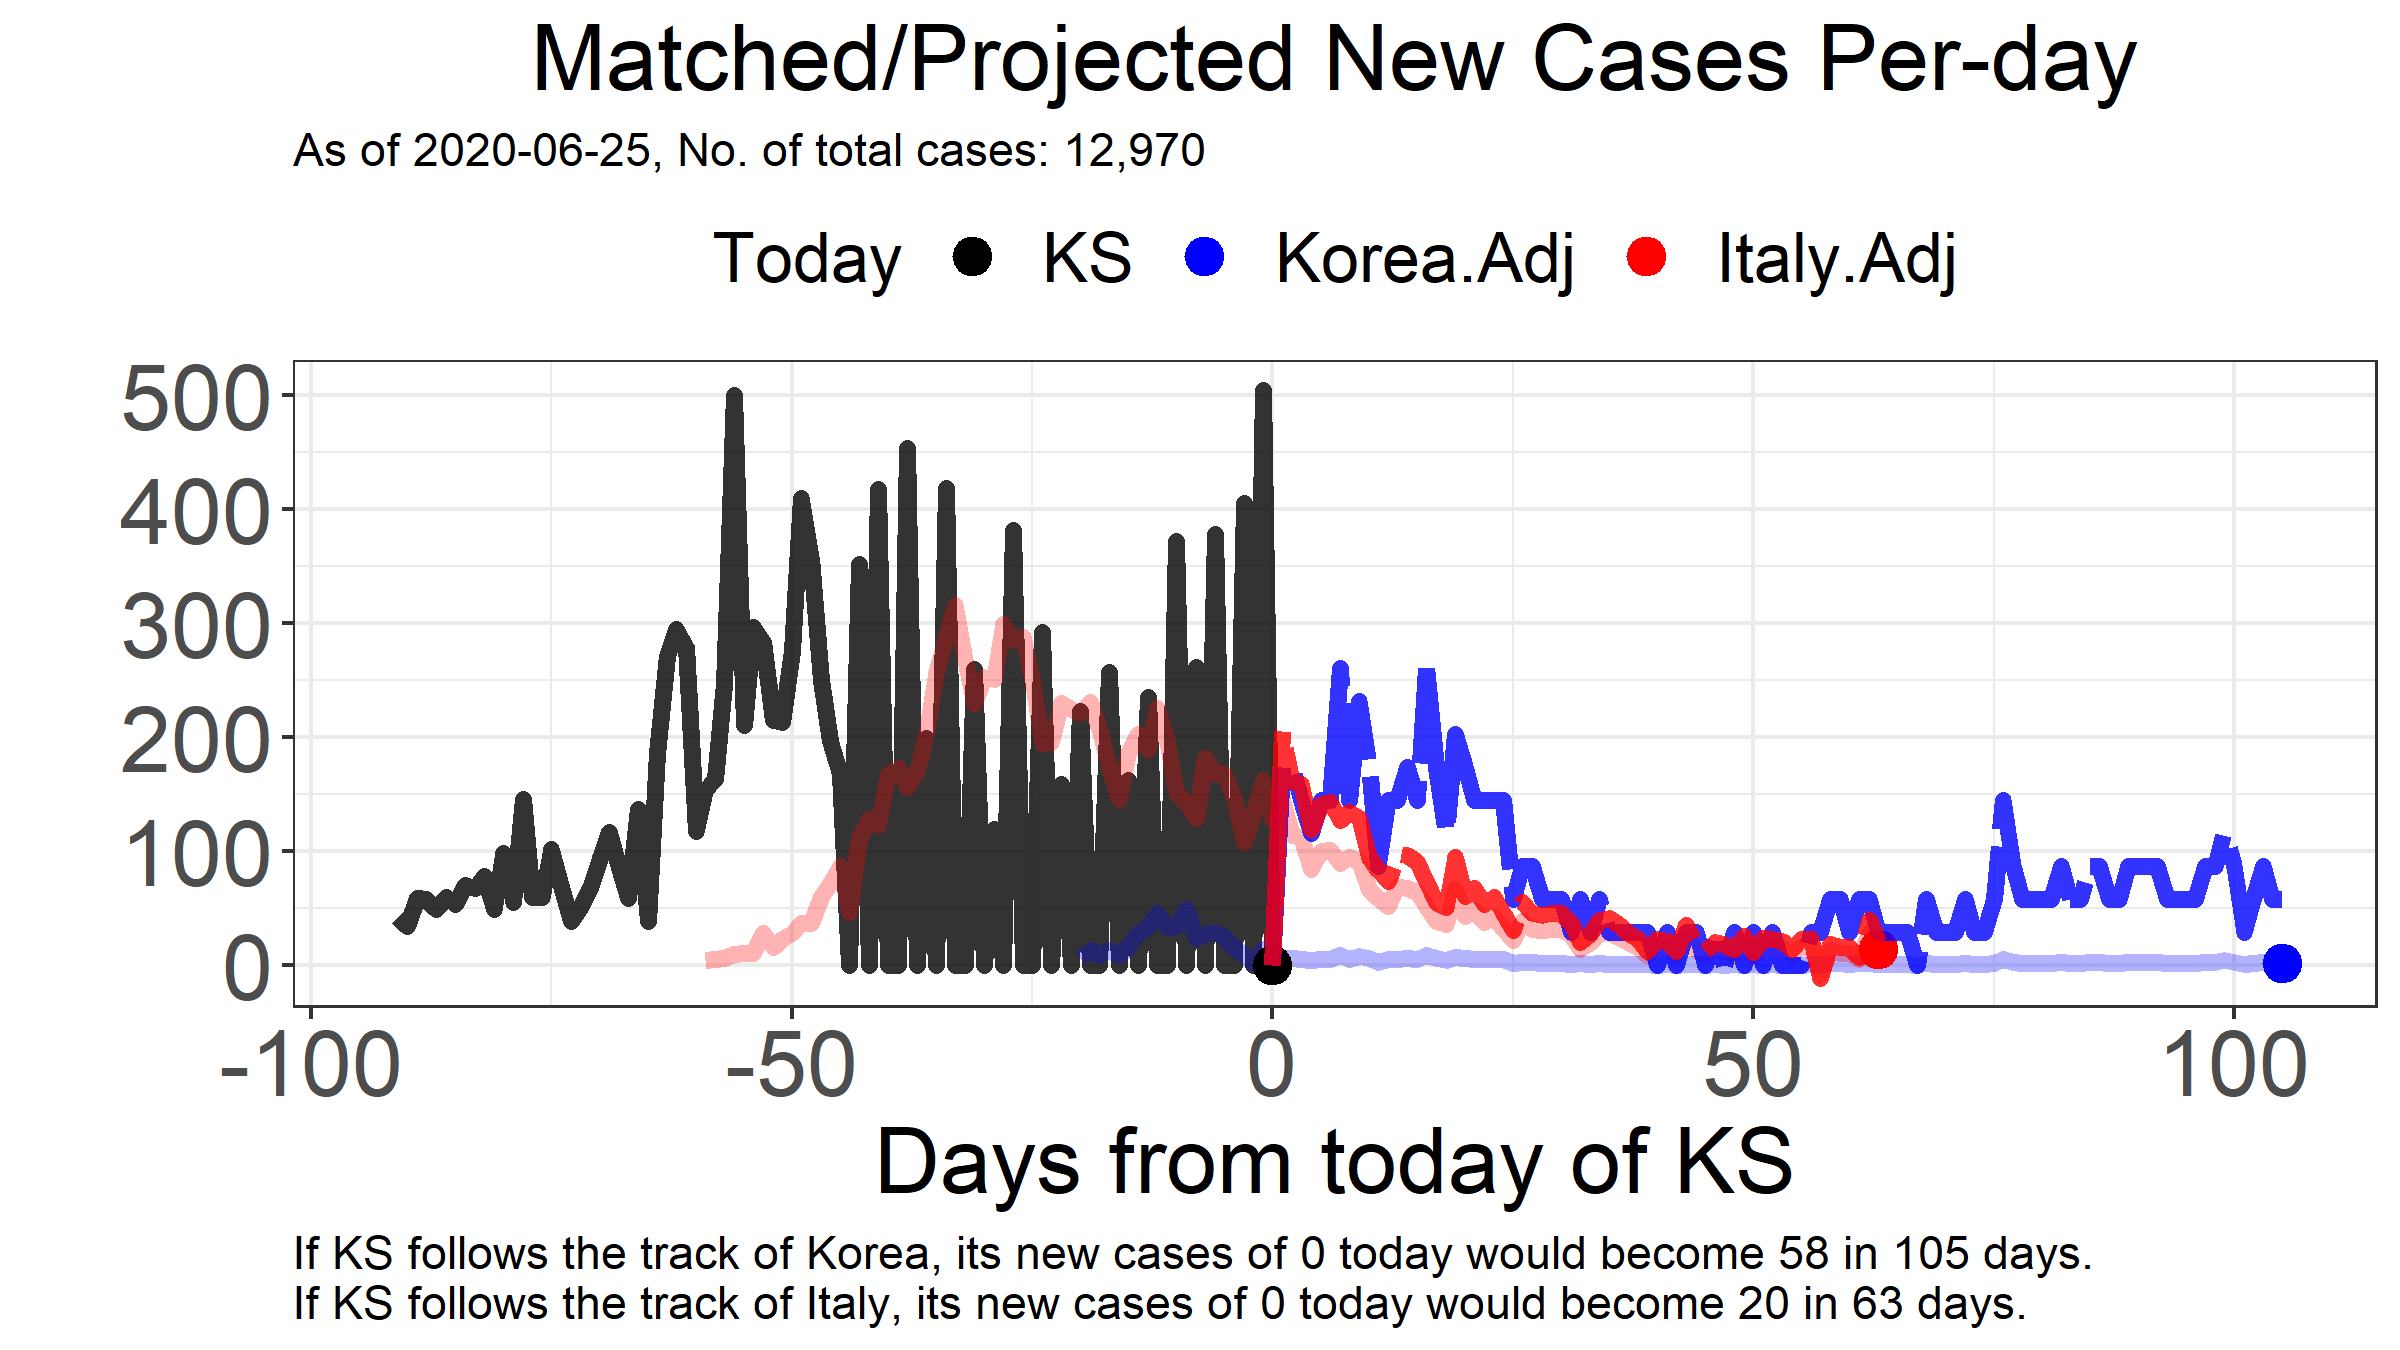 Matched/Projected New Cases Per-day
As of 2020-06-25, No. of total cases: 12,970
Today KS Korea.Adj Italy.Adj
500
400
300
200
100
0
-100 -50 0 50 100
Days from today of KS
If KS follows the track of Korea, its new cases of 0 today would become 58 in 105 days.
If KS follows the track of Italy, its new cases of 0 today would become 20 in 63 days.